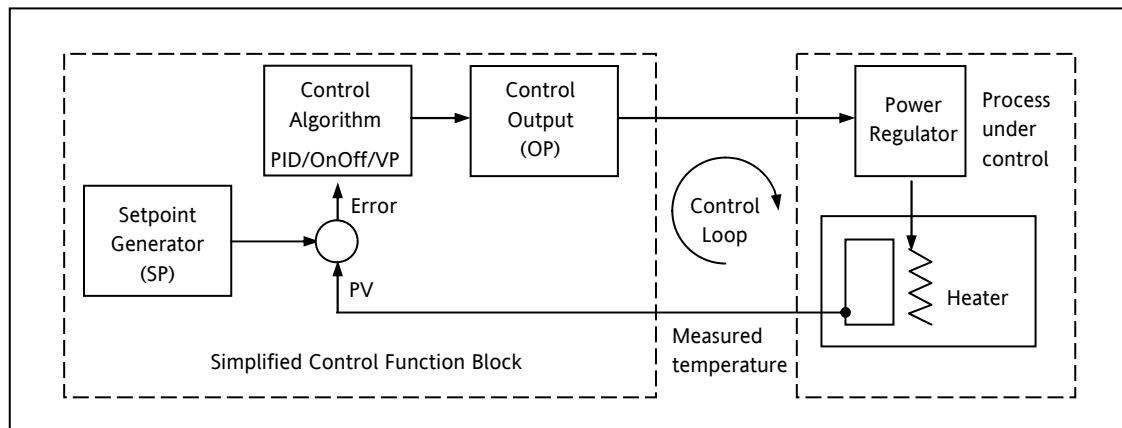 Control
Algorithm
PID/OnOff/VP
Control
Output
(OP)
Power
Regulator
Process
under
control
Setpoint
Generator
(SP)
Error
PV
Control
Loop
Heater
Measured
temperature
Simplified Control Function Block